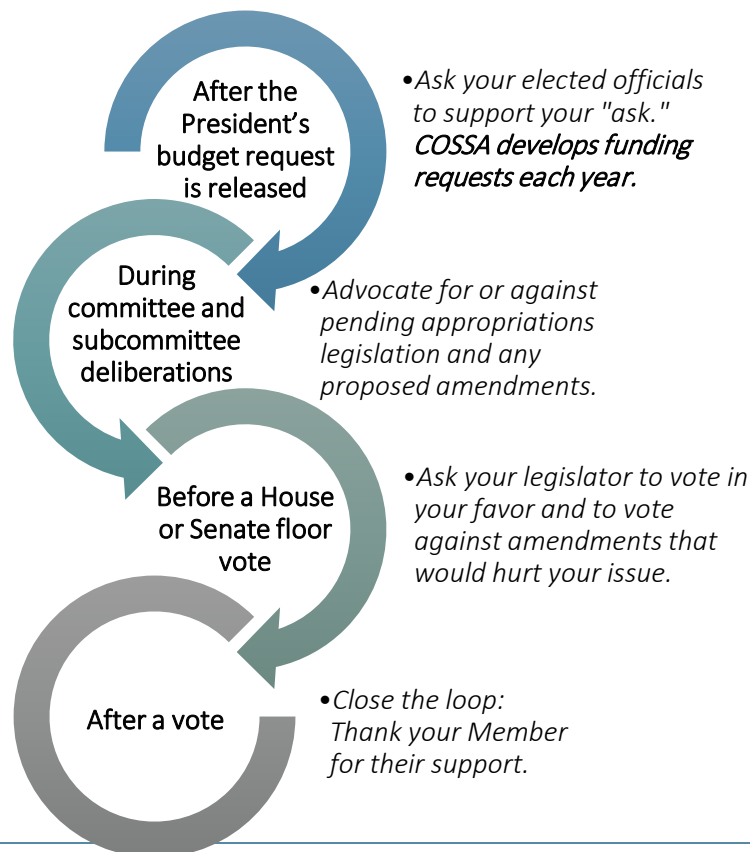 After the
President’s
budget request
is released
•Ask your elected officials
to support your "ask."
COSSA develops funding
requests each year.
During
committee and
subcommittee
deliberations
•Advocate for or against
pending appropriations
legislation and any
proposed amendments.
Before a House
or Senate floor
vote
•Ask your legislator to vote in
your favor and to vote
against amendments that
would hurt your issue.
After a vote
•Close the loop:
Thank your Member
for their support.